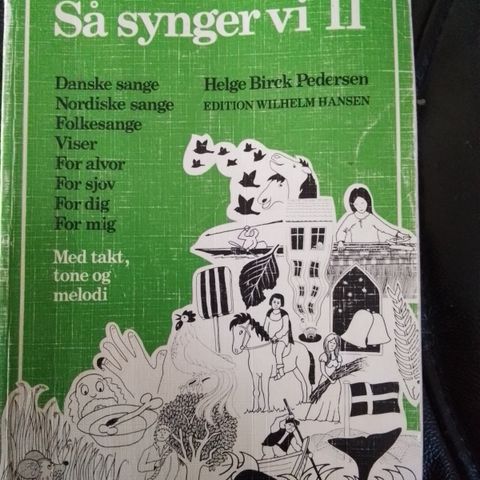 Så synger vi II
Danske sange
Nordiske sange
Folkesange
Viser
For alvor
For sjov
For dig
For mig
Helge Birck Pedersen
EDITION WILHELM HANSEN
Med takt,
tone og
melodi